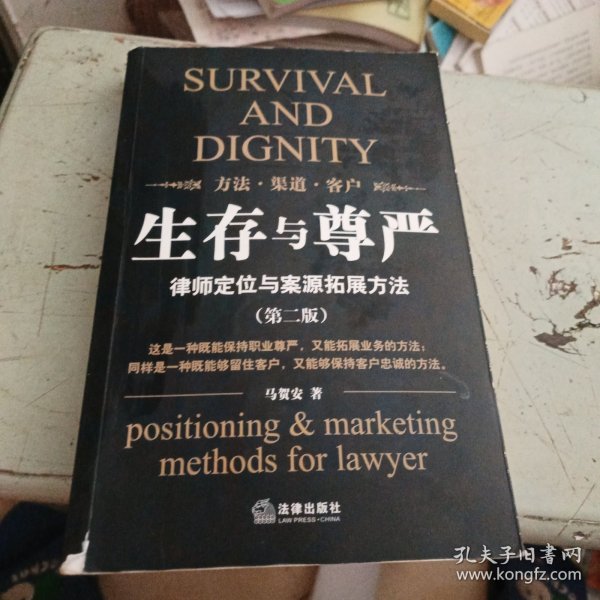 SURVIVAL
AND
DIGNITY
方法·渠道·客户
生存与尊严
律师定位与案源拓展方法
（第二版）
这是一种既能保持职业尊严，又能拓展业务的方法；
同样是一种既能够留住客户，又能够保持客户忠诚的方法。
马贺安 著
positioning & marketing
methods for lawyer
法律出版社
LAW PRESS·CHINA
孔夫子旧书网
www.kongfz.com